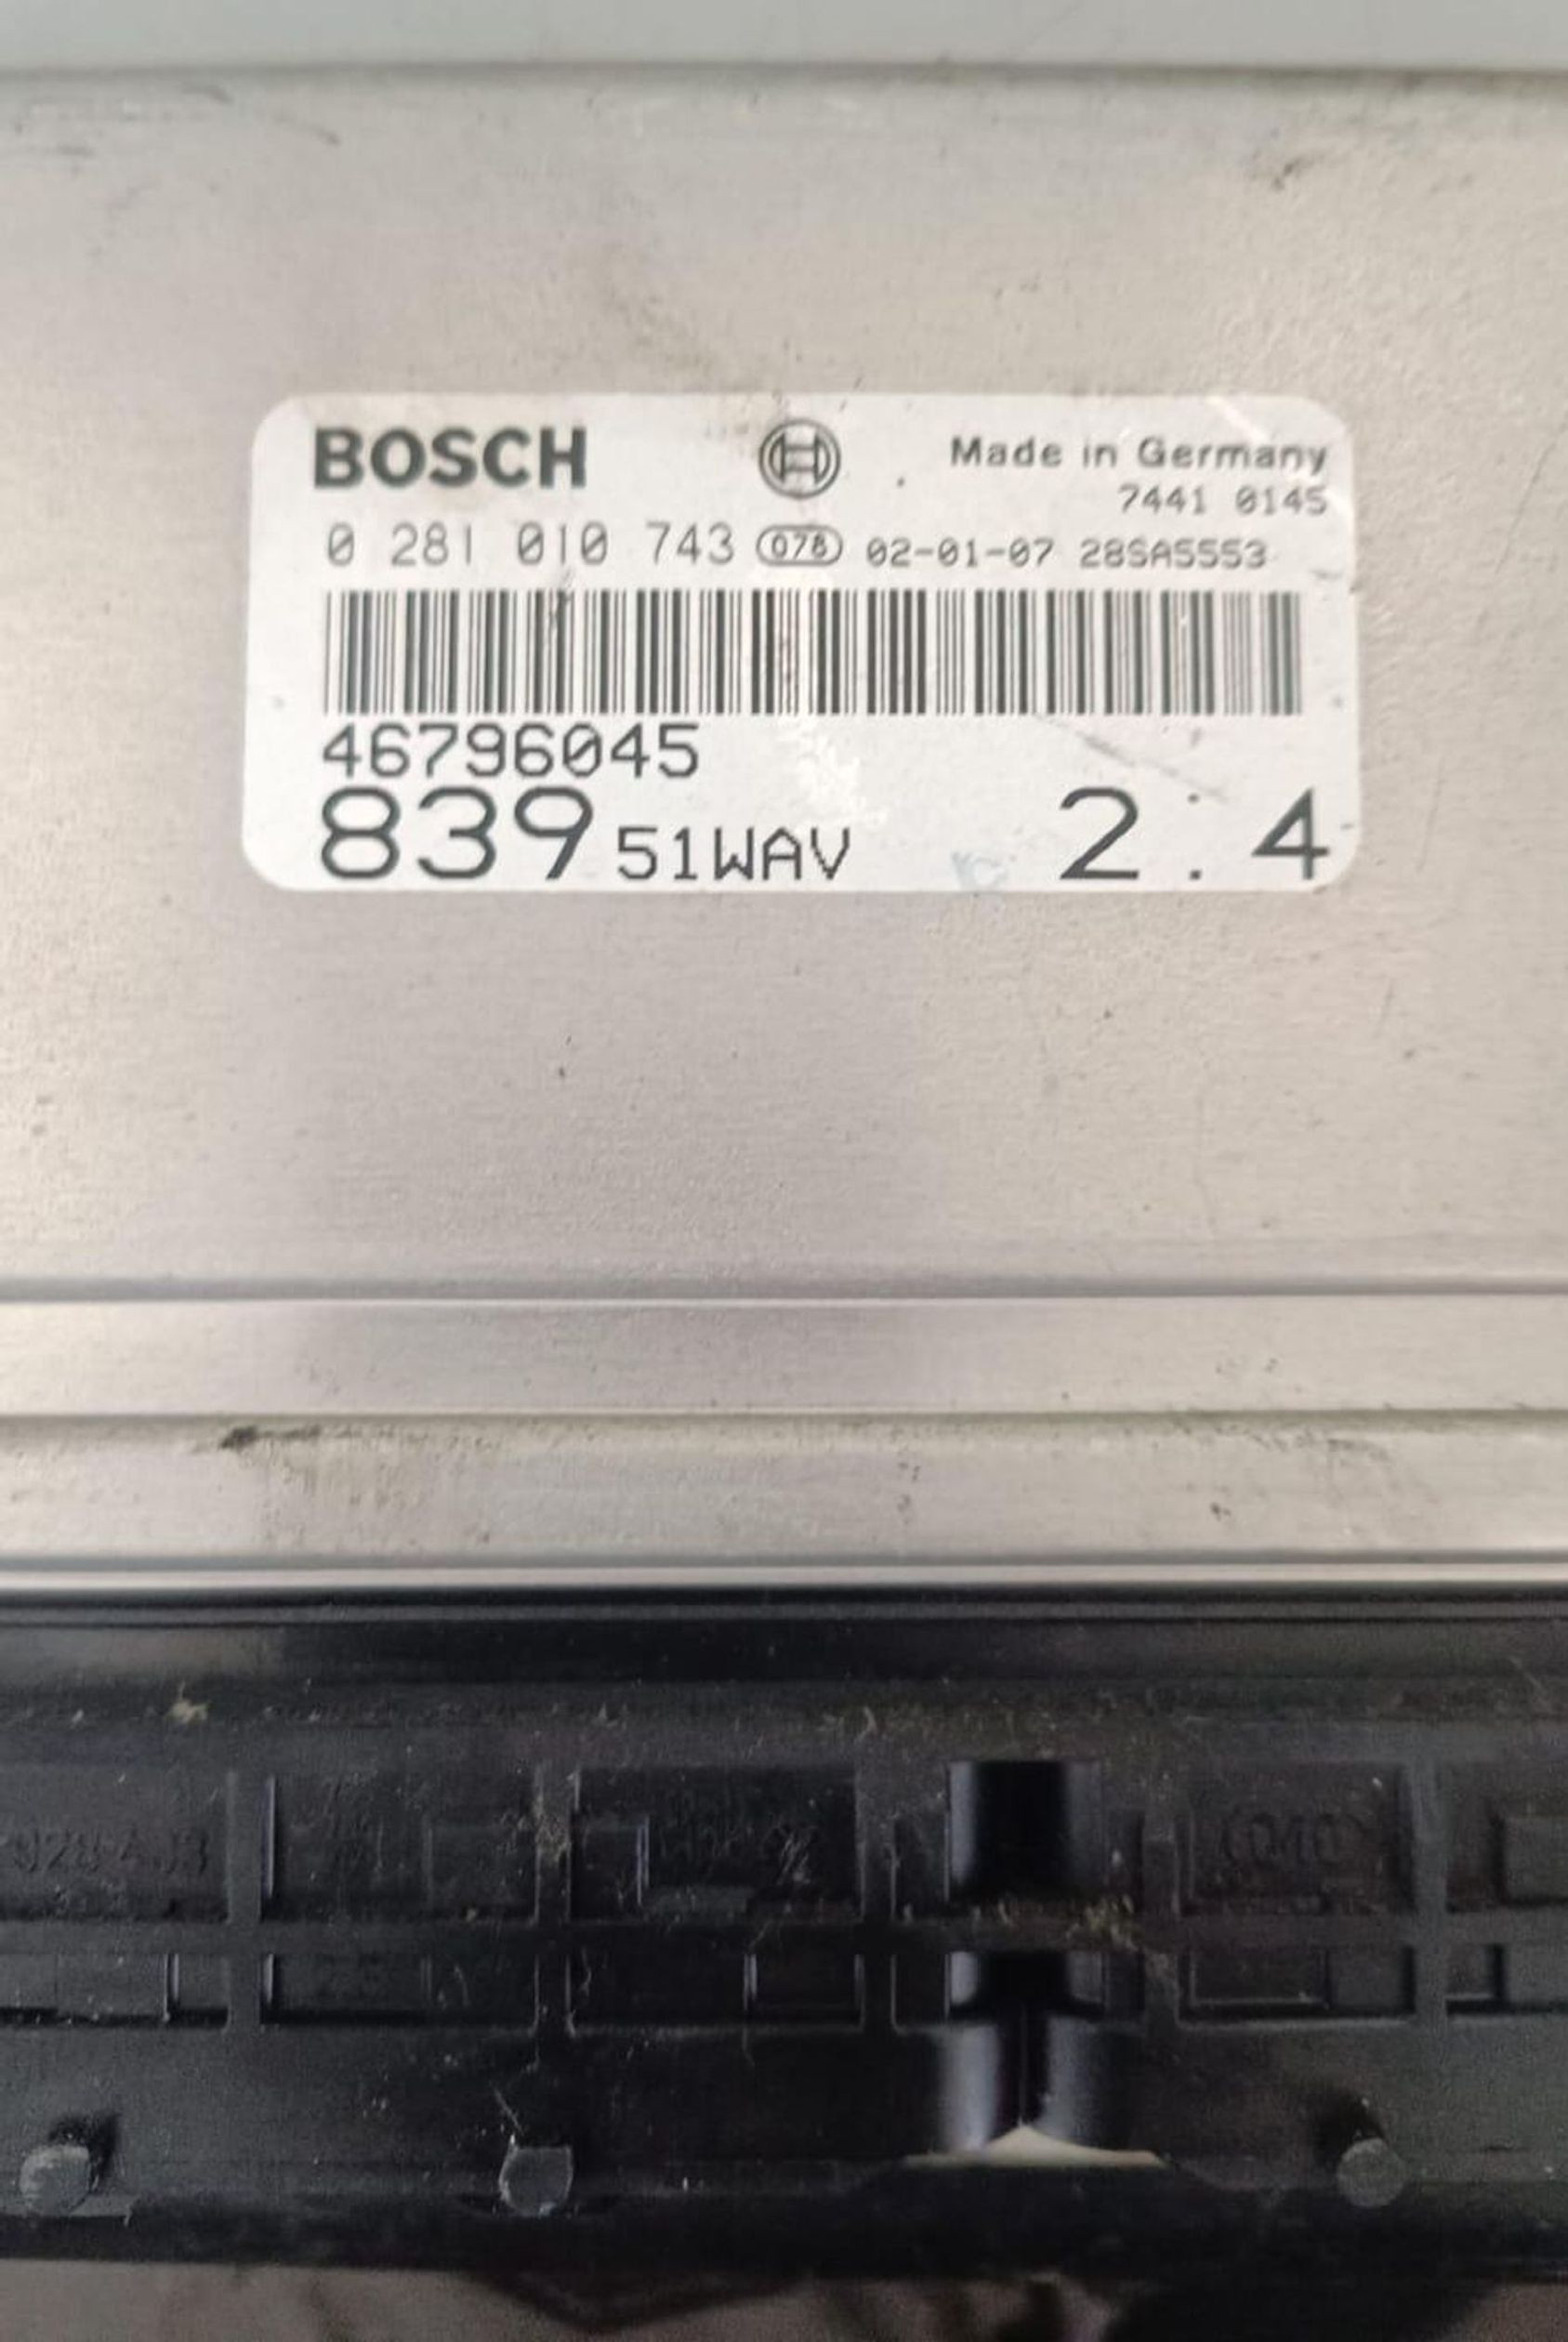 BOSCH Made in Germany
7441 0145
0 281 010 743 078 02-01-07 28SA5553
46796045
839 51WAV 2.4